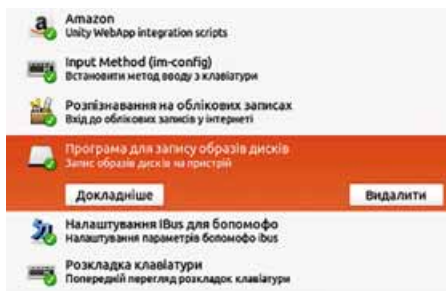 Amazon
Unity WebApp integration scripts
Input Method (im-config)
Встановити метод вводу з клавіатури
Розпізнавання на облікових записах
Вхід до облікових записів у інтернеті
Програма для запису образів дисків
Запис образів дисків на пристрій
Докладніше
Видалити
Налаштування IBus для бопомофо
Налаштування параметрів бопомофо ibus
Розкладка клавіатури
Попередній перегляд розкладок клавіатури